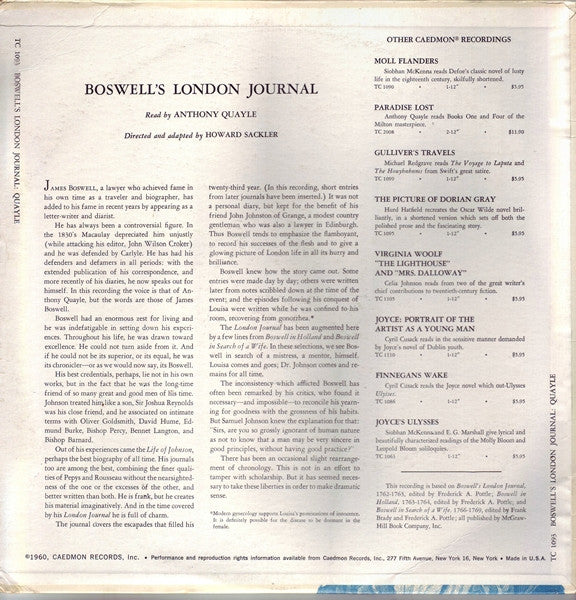 TC 1093 BOSWELL'S LONDON JOURNAL: QUAYLE
BOSWELL'S LONDON JOURNAL
Read by ANTHONY QUAYLE
Directed and adapted by HOWARD SACKLER
JAMES BOSWELL, a lawyer who achieved fame in
his own time as a traveler and biographer, has
added to his fame in recent years by appearing as a
letter-writer and diarist.
He has always been a controversial figure. In
the 1830's Macaulay depreciated him unjustly
(while attacking his editor, John Wilson Croker)
and he was defended by Carlyle. He has had his
defenders and defamers in all periods: with the
extended publication of his correspondence, and
more recently of his diaries, he now speaks out for
himself. In this recording the voice is that of An-
thony Quayle, but the words are those of James
Boswell.
Boswell had an enormous zest for living and
he was indefatigable in setting down his experi-
ences. Throughout his life, he was drawn toward
excellence. He could not turn aside from it. And
if he could not be its superior, or its equal, he was
its chronicler—or as we would now say, its Boswell.
His best credentials, perhaps, lie not in his own
works, but in the fact that he was the long-time
friend of so many great and good men of his time.
Johnson treated him like a son, Sir Joshua Reynolds
was his close friend, and he associated on intimate
terms with Oliver Goldsmith, David Hume, Ed-
mund Burke, Bishop Percy, Bennet Langton, and
Bishop Barnard.
Out of his experiences came the Life of Johnson,
perhaps the best biography of all time. His journals
too are among the best, combining the finer quali-
ties of Pepys and Rousseau without the nearsighted-
ness of the one or the excesses of the other, and
better written than both. He is frank, but he creates
his material imaginatively. And in the time covered
by his London Journal he is full of charm.
The journal covers the escapades that filled his
twenty-third year. (In this recording, short entries
from later journals have been inserted.) It was not
a personal diary, but kept for the benefit of his
friend John Johnston of Grange, a modest country
gentleman who was also a lawyer in Edinburgh.
Thus Boswell tends to emphasize the flamboyant,
to record his successes of the flesh and to give a
glowing picture of London life in all its hurry and
brilliance.
Boswell knew how the story came out. Some
entries were made day by day; others were written
later from notes scribbled down at the time of the
event; and the episodes following his conquest of
Louisa were written while he was confined to his
room, recovering from gonorrhea.*
The London Journal has been augmented here
by a few lines from Boswell in Holland and Boswell
in Search of a Wife. In these selections, we see Bos-
well in search of a mistress, a mentor, himself.
Louisa comes and goes; Dr. Johnson comes and re-
mains for all time.
The inconsistency which afflicted Boswell has
often been remarked by his critics, who found it
necessary—and impossible—to reconcile his yearn-
ing for goodness with the grossness of his habits.
But Samuel Johnson knew the explanation for that:
"Sirs, are you so grossly ignorant of human nature
as not to know that a man may be very sincere in
good principles, without having good practice?"
There has been an occasional slight rearrange-
ment of chronology. This is not in an effort to
tamper with scholarship. But it has seemed neces-
sary to take these liberties in order to make dramatic
sense.
*Modern gynecology supports Louisa's protestations of innocence.
It is definitely possible for the disease to be dormant in the
female.
OTHER CAEDMON® RECORDINGS
MOLL FLANDERS
Siobhan McKenna reads Defoe's classic novel of lusty
life in the eighteenth century, skilfully shortened.
TC 1090 • 1-12" • $5.95
PARADISE LOST
Anthony Quayle reads Books One and Four of the
Milton masterpiece.
TC 2008 • 2-12" • $11.90
GULLIVER'S TRAVELS
Michael Redgrave reads The Voyage to Laputa and
The Houyhnhnms from Swift's great satire.
TC 1099 • 1-12" • $5.95
THE PICTURE OF DORIAN GRAY
Hurd Hatfield recreates the Oscar Wilde novel bril-
liantly, in a shortened version which sets off both the
polished prose and the fascinating story.
TC 1095 • 1-12" • $5.95
VIRGINIA WOOLF
"THE LIGHTHOUSE"
AND "MRS. DALLOWAY"
Celia Johnson reads from two of the great writer's
chief contributions to twentieth-century fiction.
TC 1105 • 1-12" • $5.95
JOYCE: PORTRAIT OF THE
ARTIST AS A YOUNG MAN
Cyril Cusack reads in the sensitive manner demanded
by Joyce's novel of Dublin youth.
TC 1110 • 1-12" • $5.95
FINNEGANS WAKE
Cyril Cusack reads the Joyce novel which out-Ulysses
Ulysses.
TC 1086 • 1-12" • $5.95
JOYCE'S ULYSSES
Siobhan McKenna and E. G. Marshall give lyrical and
beautifully characterized readings of the Molly Bloom and
Leopold Bloom soliloquies.
TC 1063 • 1-12" • $5.95
This recording is based on Boswell's London Journal,
1762-1763, edited by Frederick A. Pottle; Boswell in
Holland, 1763-1764, edited by Frederick A. Pottle; and
Boswell in Search of a Wife, 1766-1769, edited by Frank
Brady and Frederick A. Pottle; all published by McGraw-
Hill Book Company, Inc.
©1960, CAEDMON RECORDS, Inc. • Performance and reproduction rights information available from Caedmon Records, Inc., 277 Fifth Avenue, New York 16, New York • Made in U.S.A.
TC 1093 BOSWELL'S LONDON JOURNAL: QUAYLE